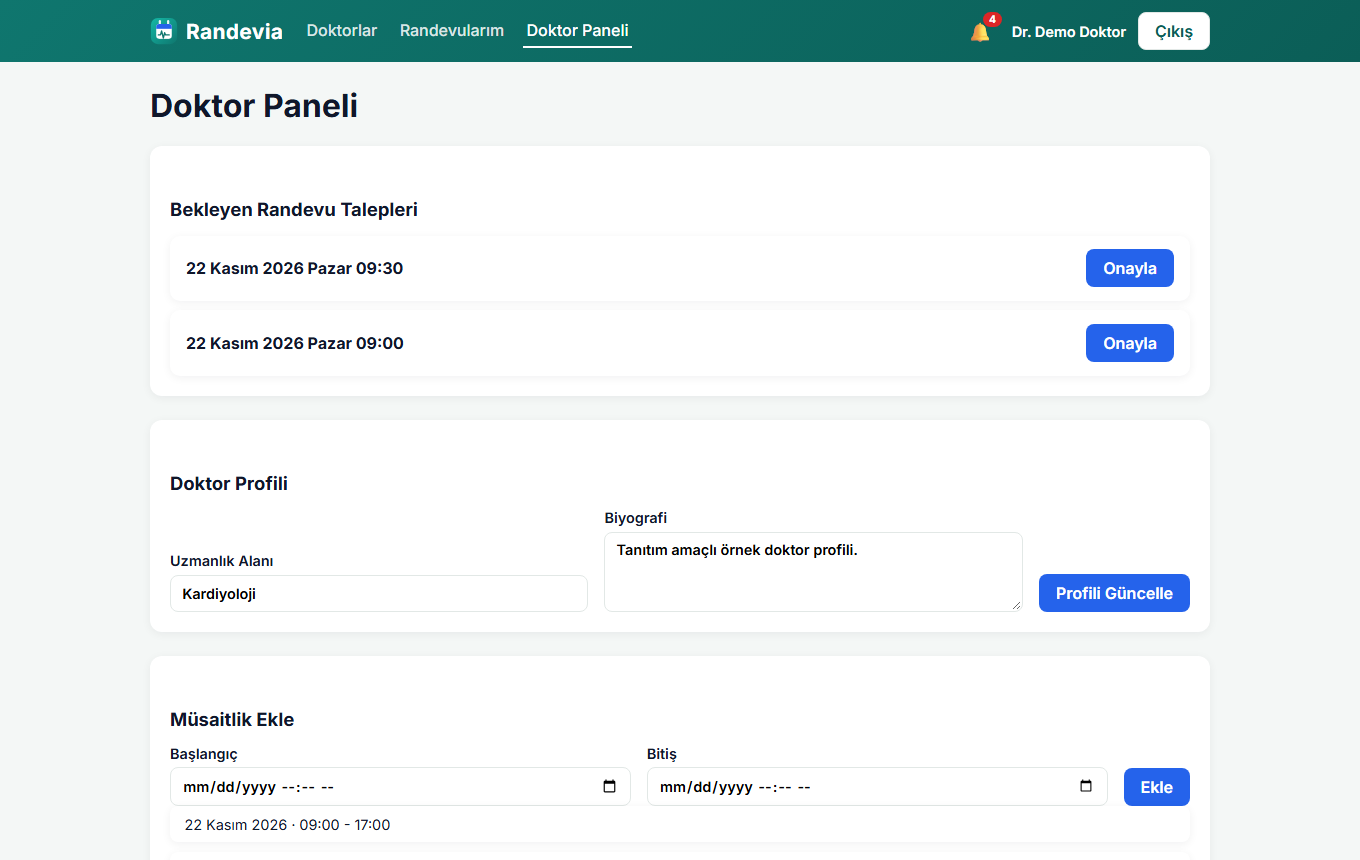 Randevia Doktorlar Randevularım Doktor Paneli 4 Dr. Demo Doktor Çıkış
Doktor Paneli
Bekleyen Randevu Talepleri
22 Kasım 2026 Pazar 09:30 Onayla
22 Kasım 2026 Pazar 09:00 Onayla
Doktor Profili
Biyografi
Tanıtım amaçlı örnek doktor profili.
Uzmanlık Alanı
Kardiyoloji
Profili Güncelle
Müsaitlik Ekle
Başlangıç Bitiş
mm/dd/yyyy --:-- -- mm/dd/yyyy --:-- -- Ekle
22 Kasım 2026 · 09:00 - 17:00